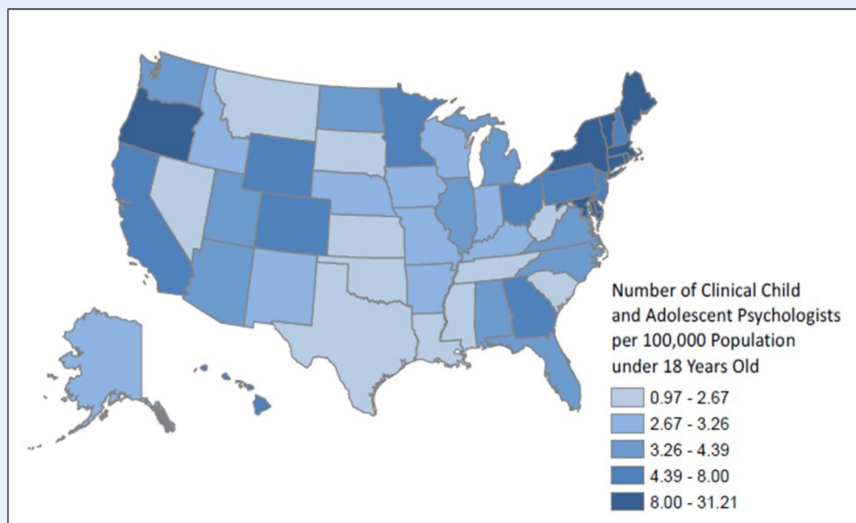 Number of Clinical Child
and Adolescent Psychologists
per 100,000 Population
under 18 Years Old
0.97 - 2.67
2.67 - 3.26
3.26 - 4.39
4.39 - 8.00
8.00 - 31.21